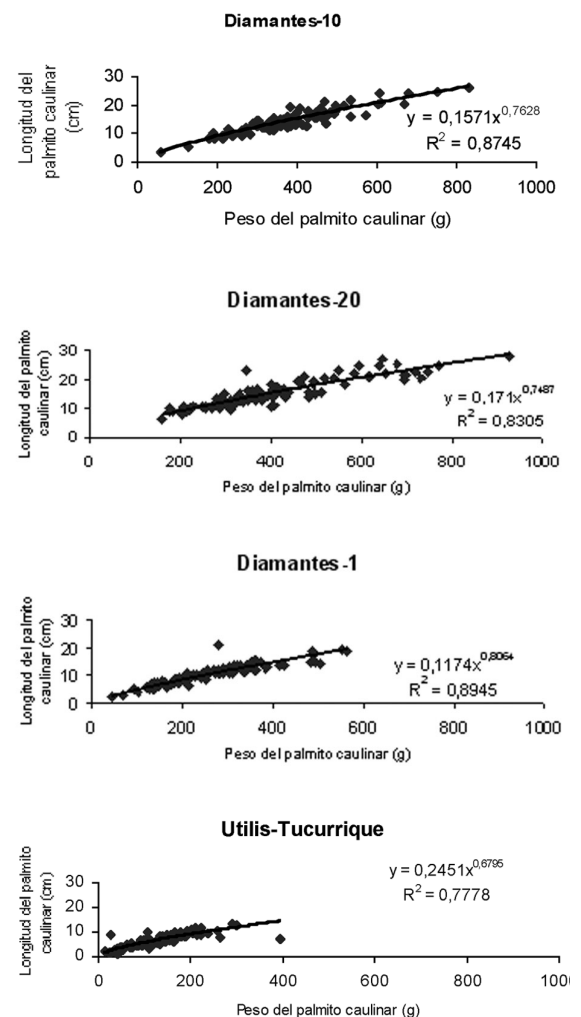 Diamantes-10
Longitud del
palmito caulinar
(cm)
30
20
10
0
y = 0,1571x^0,7628
R² = 0,8745
0 200 400 600 800 1000
Peso del palmito caulinar (g)
Diamantes-20
Longitud del palmito
caulinar (cm)
30
20
10
0
y = 0,171x^0,7487
R² = 0,8305
0 200 400 600 800 1000
Peso del palmito caulinar (g)
Diamantes-1
Longitud del palmito
caulinar (cm)
30
20
10
0
y = 0,1174x^0,8064
R² = 0,8945
0 200 400 600 800 1000
Peso del palmito caulinar (g)
Utilis-Tucurrique
Longitud del palmito
caulinar (cm)
30
20
10
0
y = 0,2451x^0,6795
R² = 0,7778
0 200 400 600 800 100
Peso del palmito caulinar (g)